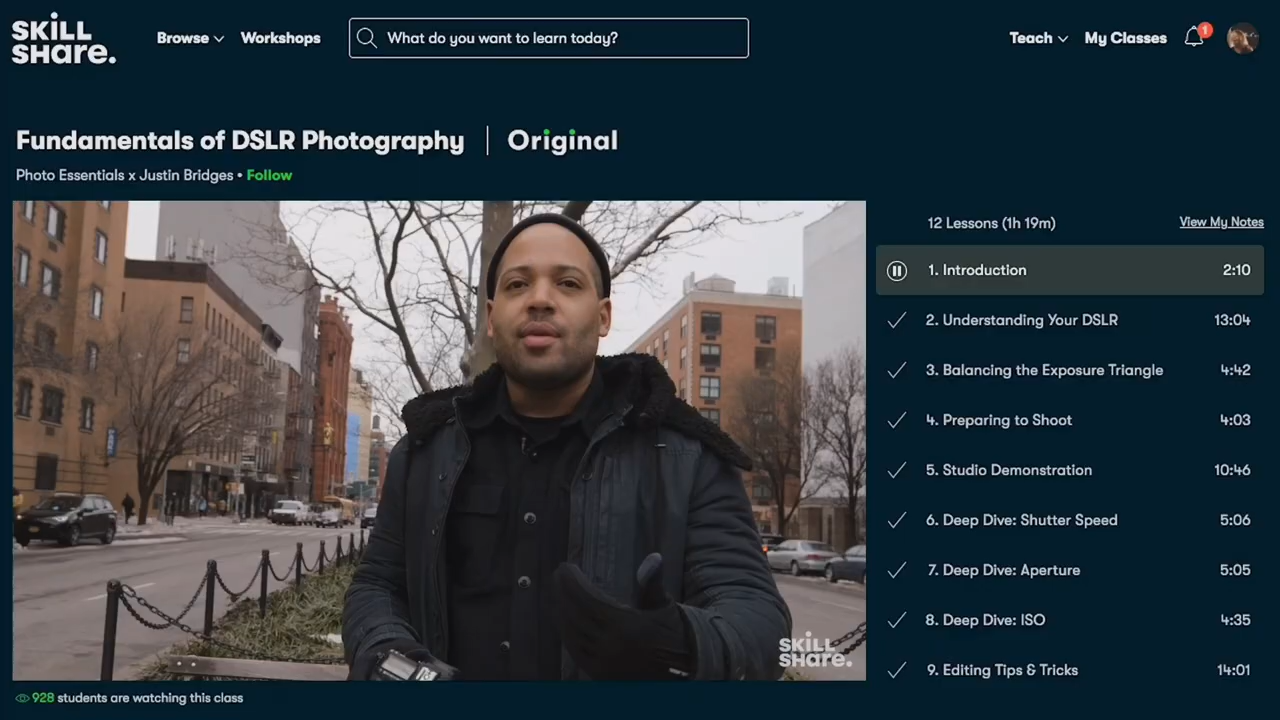 SKILL SHARE.
Browse
Workshops
What do you want to learn today?
Teach
My Classes
1
Fundamentals of DSLR Photography | Original
Photo Essentials x Justin Bridges • Follow
12 Lessons (1h 19m)
View My Notes
1. Introduction 2:10
2. Understanding Your DSLR 13:04
3. Balancing the Exposure Triangle 4:42
4. Preparing to Shoot 4:03
5. Studio Demonstration 10:46
6. Deep Dive: Shutter Speed 5:06
7. Deep Dive: Aperture 5:05
8. Deep Dive: ISO 4:35
9. Editing Tips & Tricks 14:01
SKILL SHARE.
928 students are watching this class